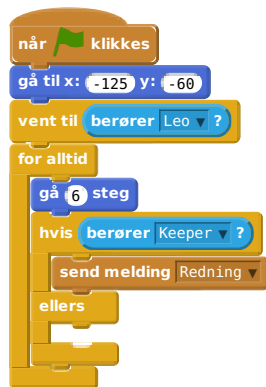 når klikkes
gå til x: -125 y: -60
vent til berører Leo ?
for alltid
gå 6 steg
hvis berører Keeper ?
send melding Redning
ellers